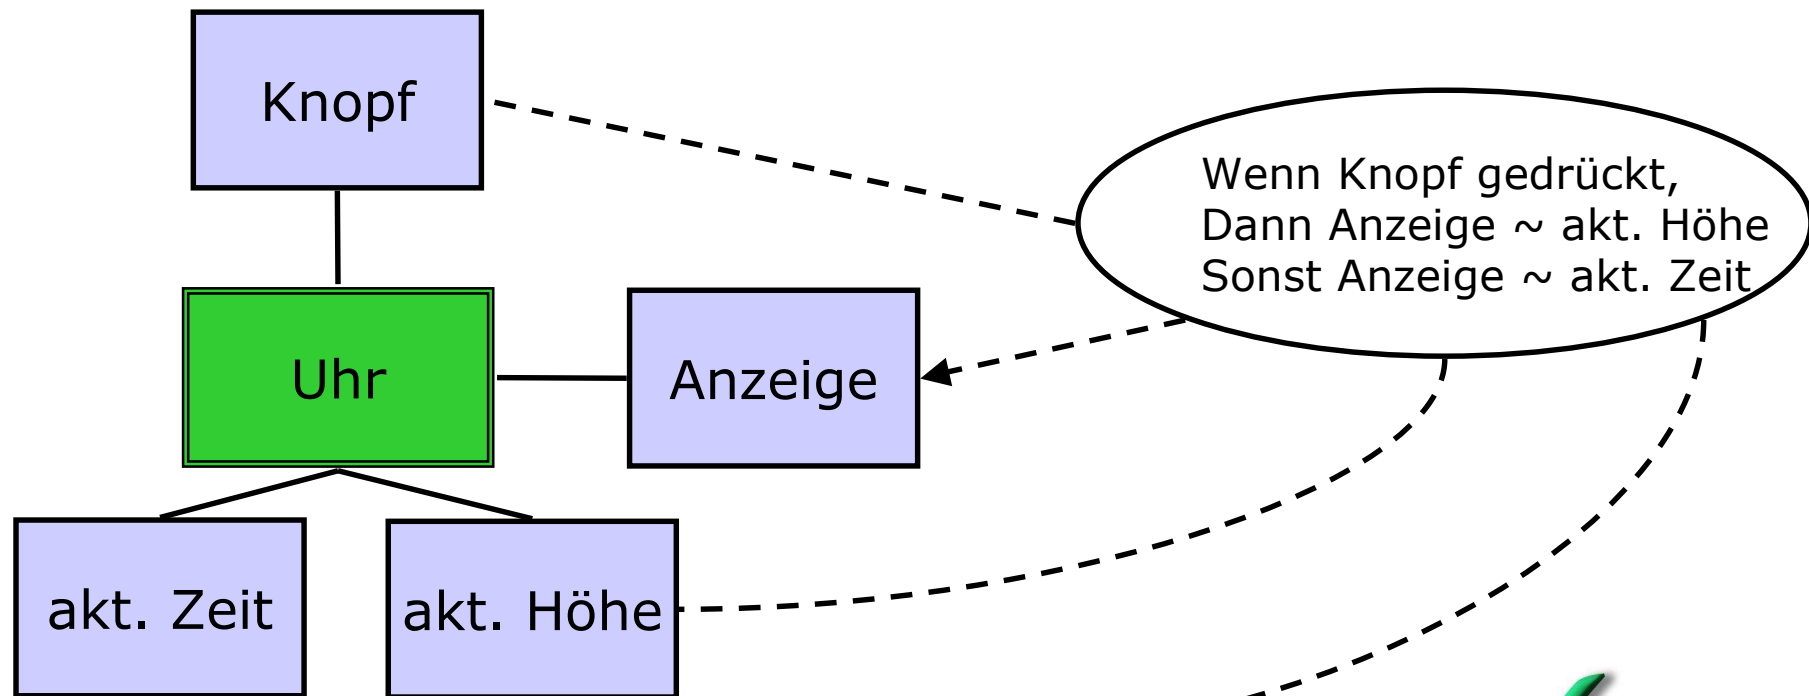 Knopf
Wenn Knopf gedrückt,
Dann Anzeige ~ akt. Höhe
Sonst Anzeige ~ akt. Zeit
Uhr
Anzeige
akt. Zeit
akt. Höhe